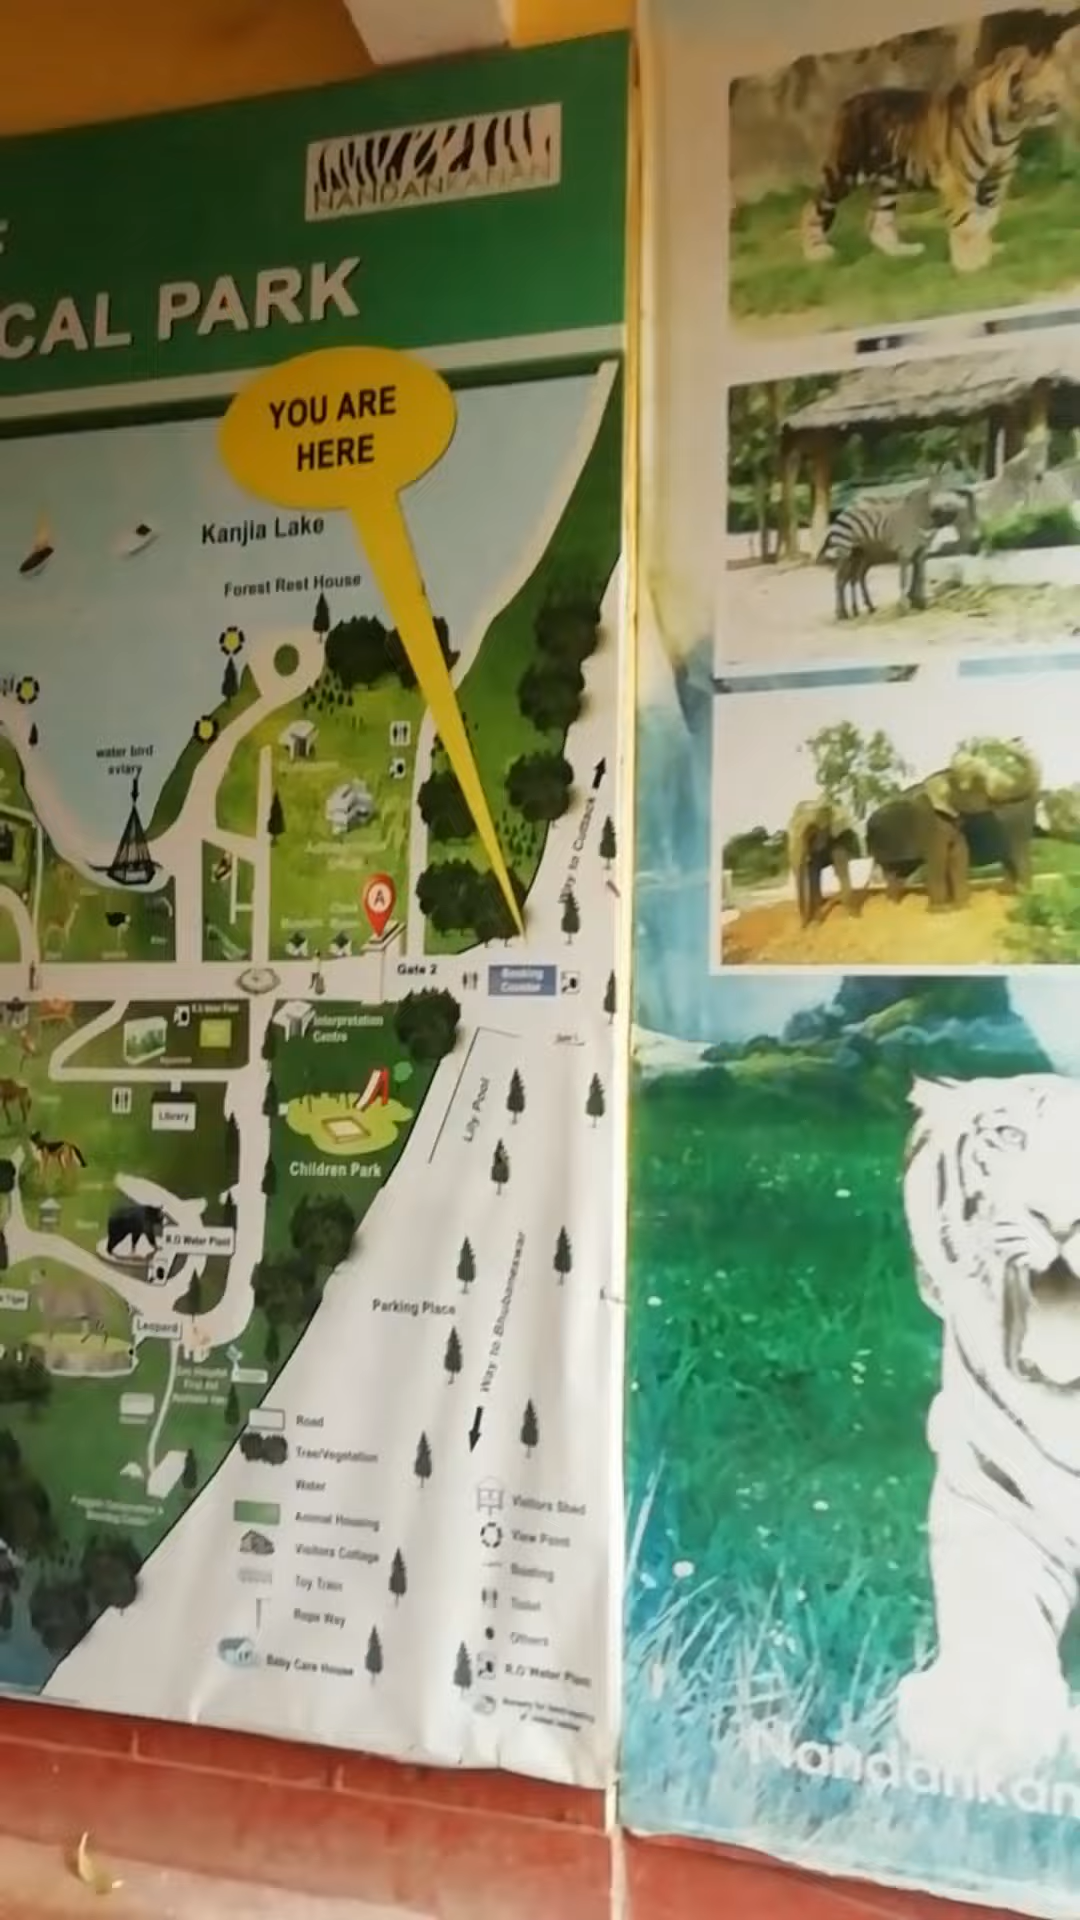 NANDANKANAN
CAL PARK
YOU ARE
HERE
Kanjia Lake
Forest Rest House
water bird
aviary
Way to Cuttack
A
Gate 2
Booking
Counter
Interpretation
Centre
Lily Pool
Library
Children Park
R.O Water Plant
Parking Place
Way to Bhubaneswar
Leopard
Road
Tree/Vegetation
Water
Animal Housing
Visitors Cottage
Toy Train
Rope Way
Baby Care House
Visitors Shed
View Point
Boating
Toilet
Others
R.O Water Plant
Nandankan